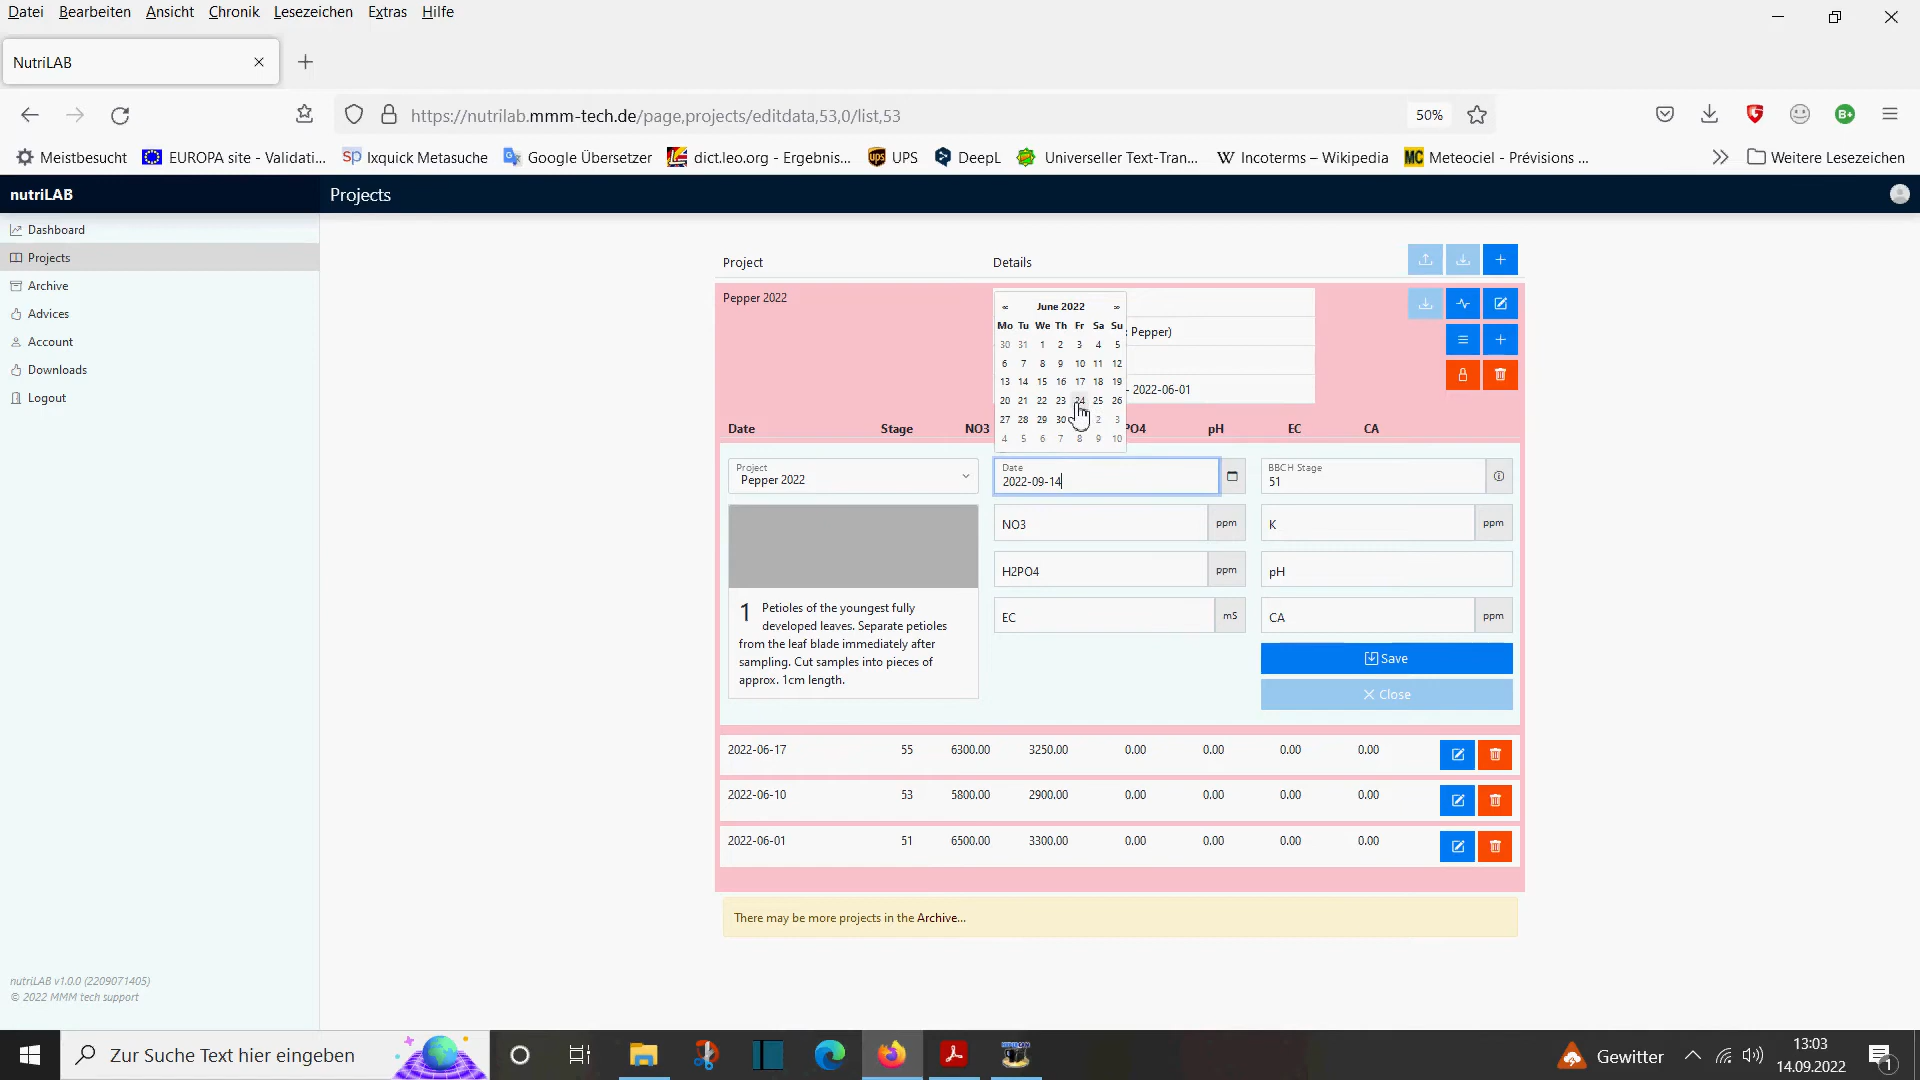 Datei Bearbeiten Ansicht Chronik Lesezeichen Extras Hilfe
NutriLAB
https://nutrilab.mmm-tech.de/page,projects/editdata,53,0/list,53
50%
Meistbesucht EUROPA site - Validati... Ixquick Metasuche Google Übersetzer dict.leo.org - Ergebnis... UPS DeepL Universeller Text-Tran... Incoterms – Wikipedia Meteociel - Prévisions ... Weitere Lesezeichen
nutriLAB Projects
Dashboard
Projects
Archive
Advices
Account
Downloads
Logout
Project Details
Pepper 2022
« June 2022 »
Mo Tu We Th Fr Sa Su
30 31 1 2 3 4 5
6 7 8 9 10 11 12
13 14 15 16 17 18 19
20 21 22 23 24 25 26
27 28 29 30 2 3
4 5 6 7 8 9 10
: Pepper)
- 2022-06-01
Date Stage NO3 PO4 pH EC CA
Project
Pepper 2022
Date
2022-09-14
BBCH Stage
51
NO3 ppm K ppm
H2PO4 ppm pH
EC mS CA ppm
1 Petioles of the youngest fully
developed leaves. Separate petioles
from the leaf blade immediately after
sampling. Cut samples into pieces of
approx. 1cm length.
Save
Close
2022-06-17 55 6300.00 3250.00 0.00 0.00 0.00 0.00
2022-06-10 53 5800.00 2900.00 0.00 0.00 0.00 0.00
2022-06-01 51 6500.00 3300.00 0.00 0.00 0.00 0.00
There may be more projects in the Archive...
nutriLAB v1.0.0 (2209071405)
© 2022 MMM tech support
Zur Suche Text hier eingeben
Gewitter
13:03
14.09.2022
1